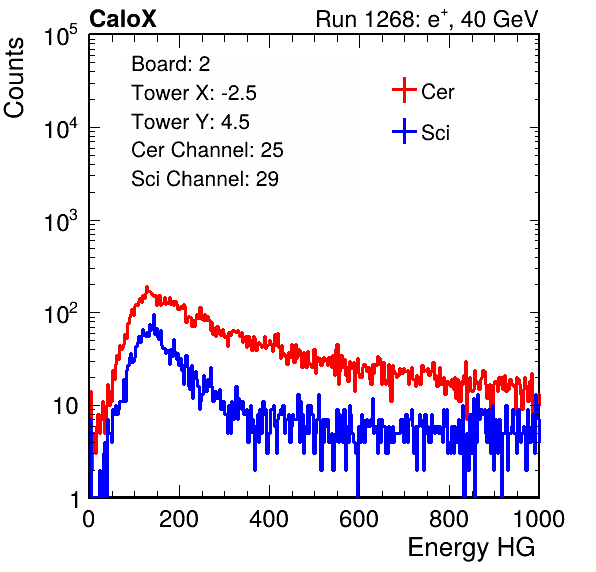 CaloX
Run 1268: e⁺, 40 GeV
Counts
Board: 2
Tower X: -2.5
Tower Y: 4.5
Cer Channel: 25
Sci Channel: 29
Cer
Sci
10⁵
10⁴
10³
10²
10
1
0 200 400 600 800 1000
Energy HG